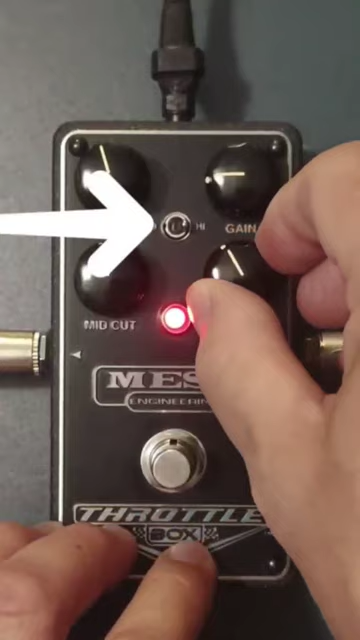 HI
GAIN
MID CUT
MES
ENGINEERIN
THROTTLE
BOX